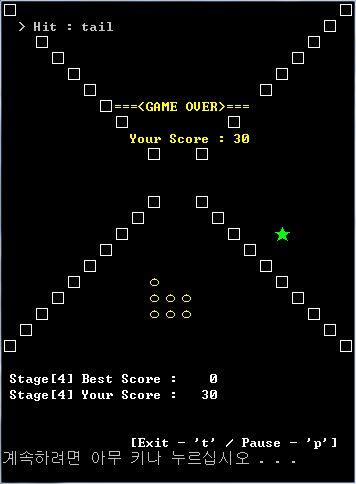 > Hit : tail
===<GAME OVER>===
Your Score : 30
Stage[4] Best Score : 0
Stage[4] Your Score : 30
[Exit - 't' / Pause - 'p']
계속하려면 아무 키나 누르십시오 . . .